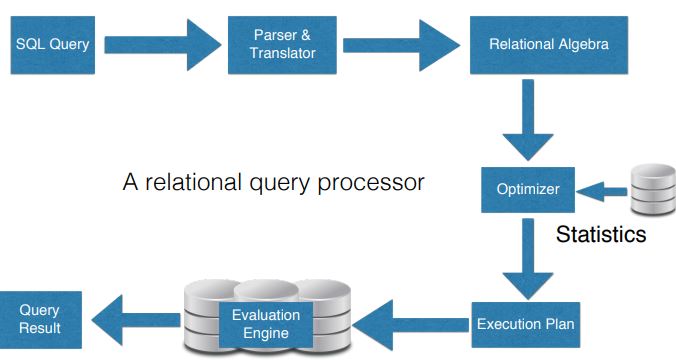 SQL Query
Parser &
Translator
Relational Algebra
A relational query processor
Optimizer
Statistics
Query
Result
Evaluation
Engine
Execution Plan